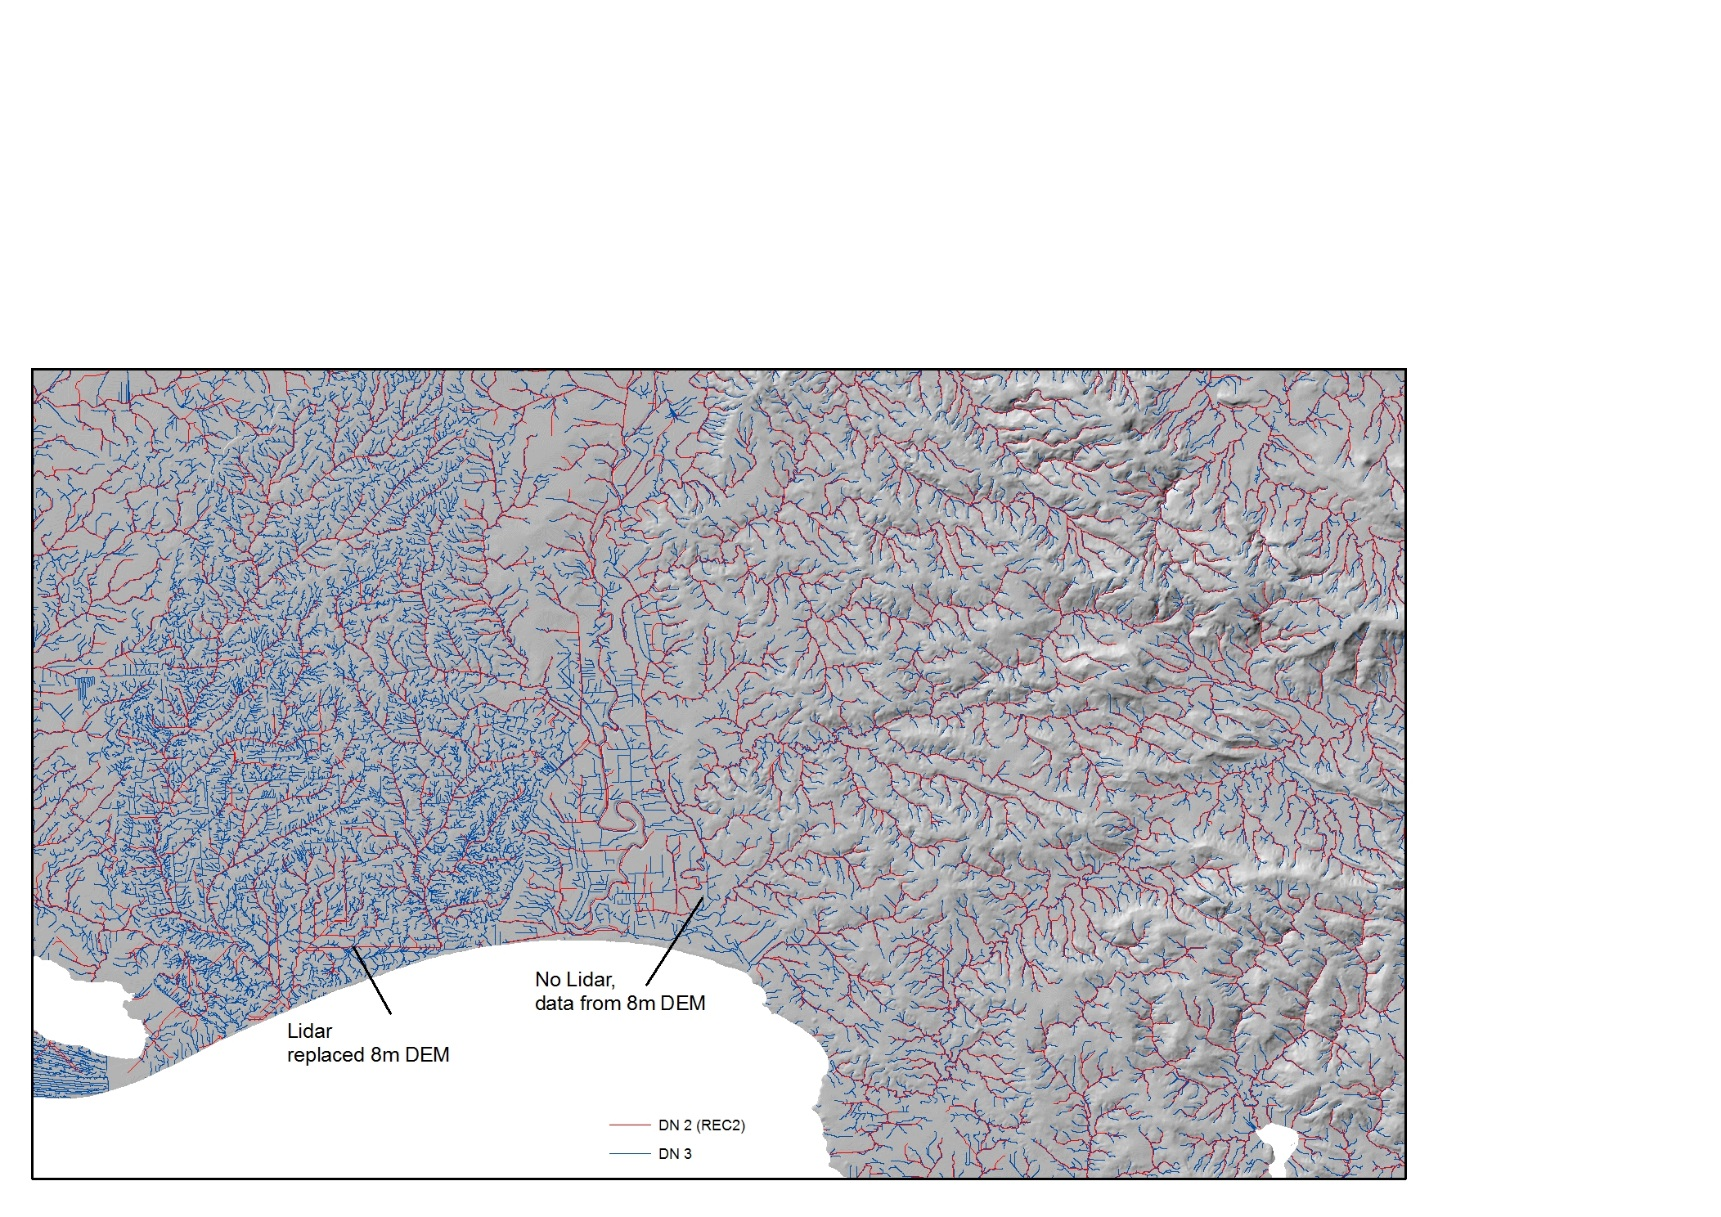 No Lidar,
data from 8m DEM
Lidar
replaced 8m DEM
DN 2 (REC2)
DN 3